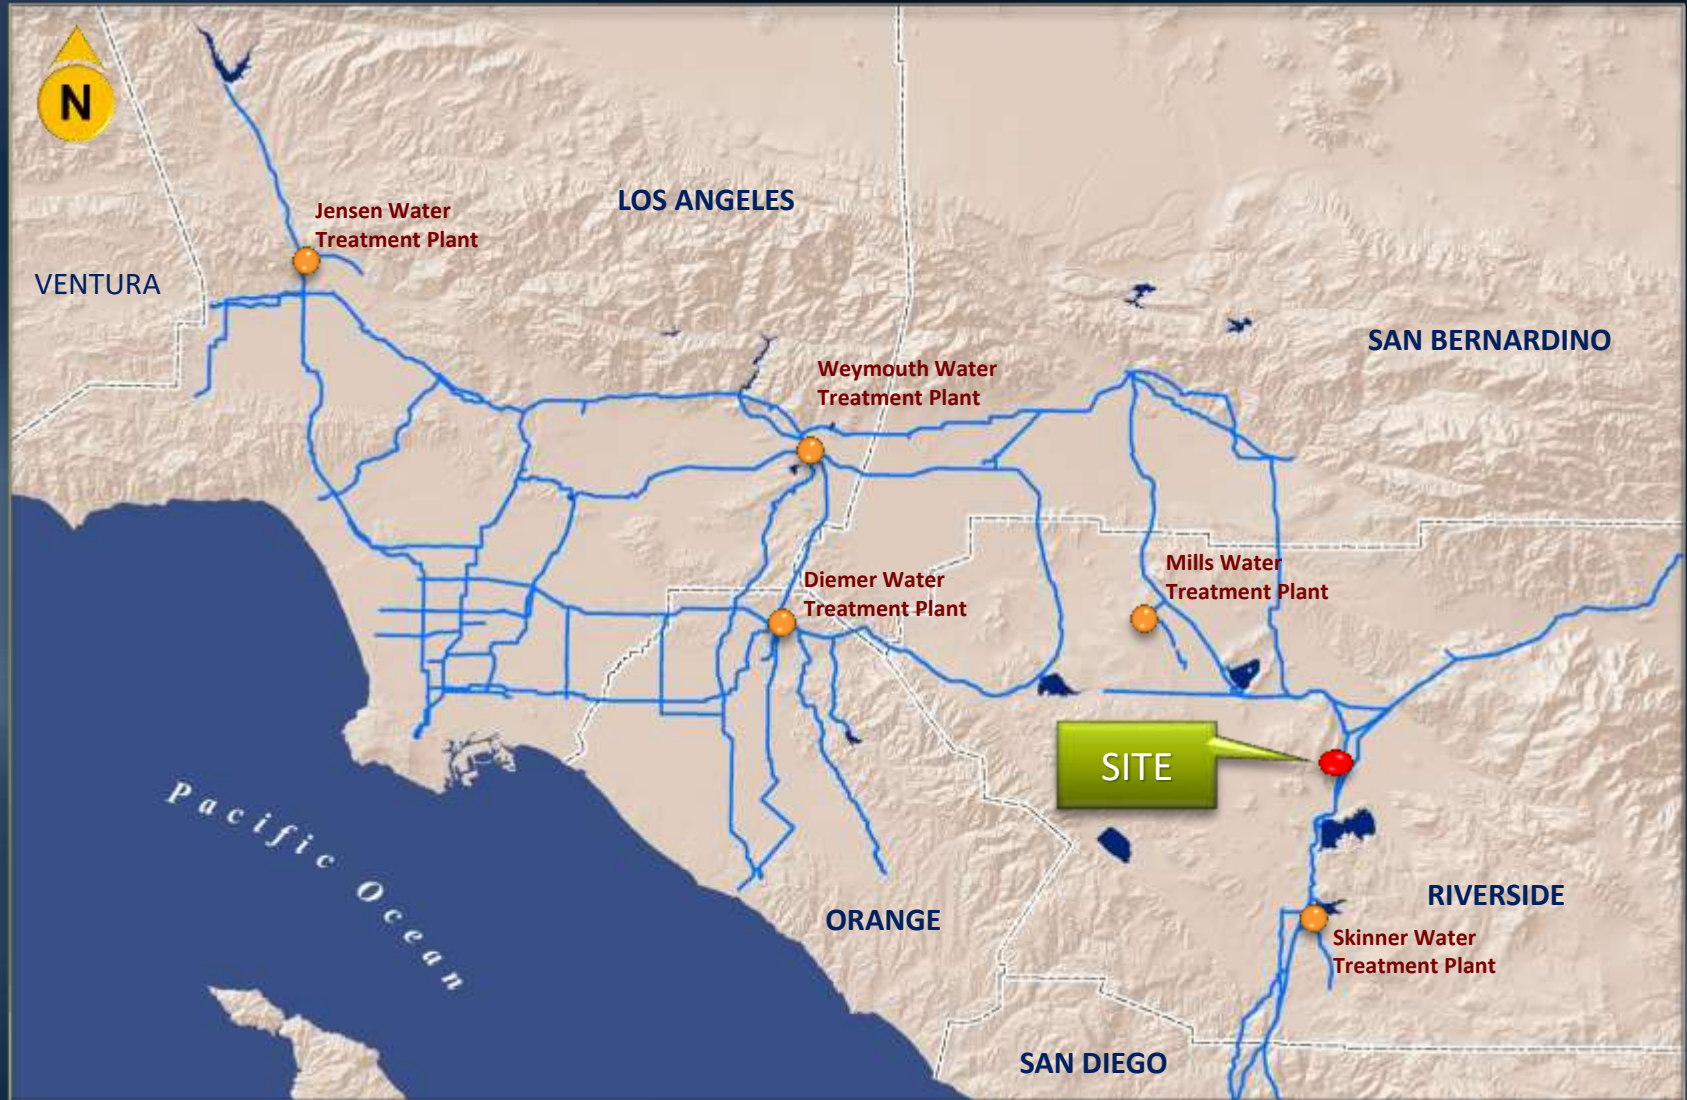 N
LOS ANGELES
Jensen Water
Treatment Plant
VENTURA
SAN BERNARDINO
Weymouth Water
Treatment Plant
Mills Water
Treatment Plant
Diemer Water
Treatment Plant
SITE
Pacific Ocean
RIVERSIDE
ORANGE
Skinner Water
Treatment Plant
SAN DIEGO